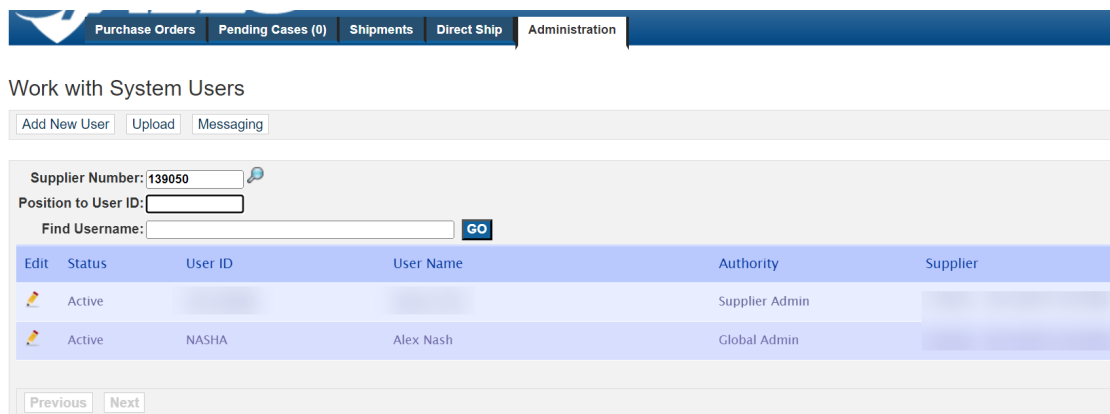 Purchase Orders Pending Cases (0) Shipments Direct Ship Administration
Work with System Users
Add New User Upload Messaging
Supplier Number: 139050
Position to User ID:
Find Username: GO
Edit Status User ID User Name Authority Supplier
Active Supplier Admin
Active NASHA Alex Nash Global Admin
Previous Next